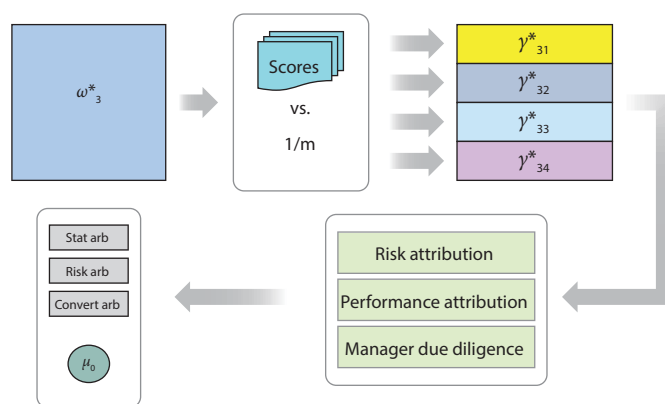 ω*3
Scores
vs.
1/m
γ*31
γ*32
γ*33
γ*34
Stat arb
Risk arb
Convert arb
μ0
Risk attribution
Performance attribution
Manager due diligence